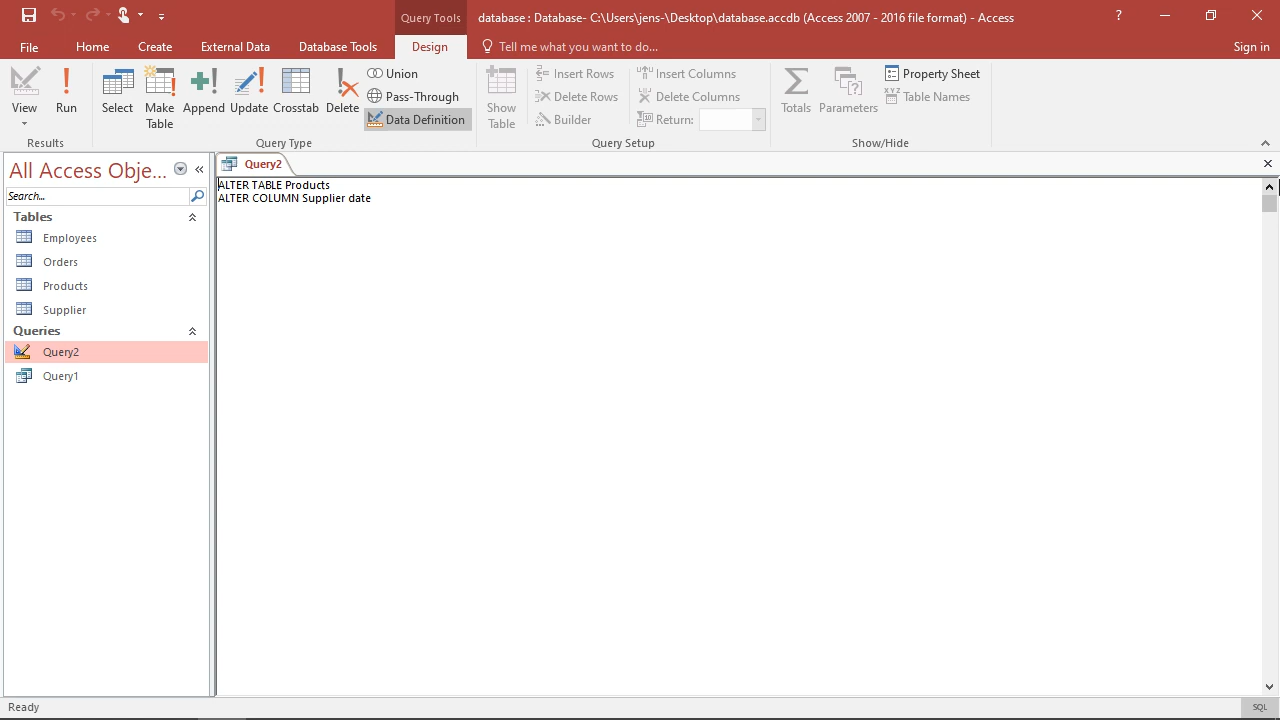 Query Tools
database : Database- C:\Users\jens-\Desktop\database.accdb (Access 2007 - 2016 file format) - Access
?
File
Home
Create
External Data
Database Tools
Design
Tell me what you want to do...
Sign in
View
Run
Select
Make Table
Append
Update
Crosstab
Delete
Union
Pass-Through
Data Definition
Show Table
Insert Rows
Delete Rows
Builder
Insert Columns
Delete Columns
Return:
Totals
Parameters
Property Sheet
XYZ Table Names
Results
Query Type
Query Setup
Show/Hide
All Access Obje...
Search...
Tables
Employees
Orders
Products
Supplier
Queries
Query2
Query1
Query2
ALTER TABLE Products
ALTER COLUMN Supplier date
Ready
SQL